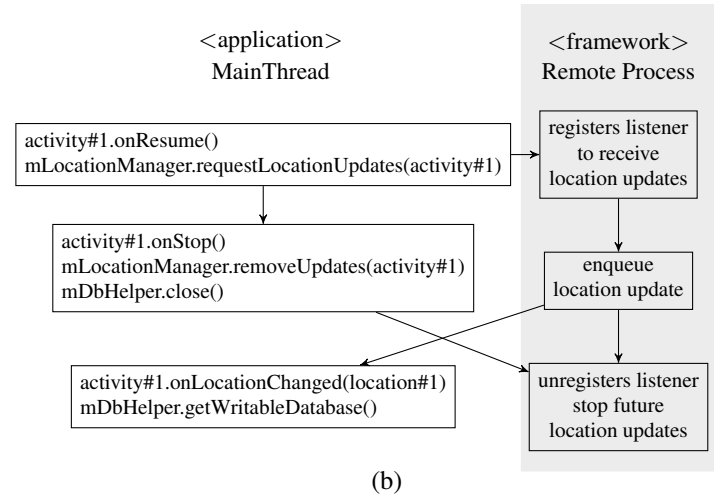 <application>
MainThread
<framework>
Remote Process
activity#1.onResume()
mLocationManager.requestLocationUpdates(activity#1)
registers listener
to receive
location updates
activity#1.onStop()
mLocationManager.removeUpdates(activity#1)
mDbHelper.close()
enqueue
location update
activity#1.onLocationChanged(location#1)
mDbHelper.getWritableDatabase()
unregisters listener
stop future
location updates
(b)